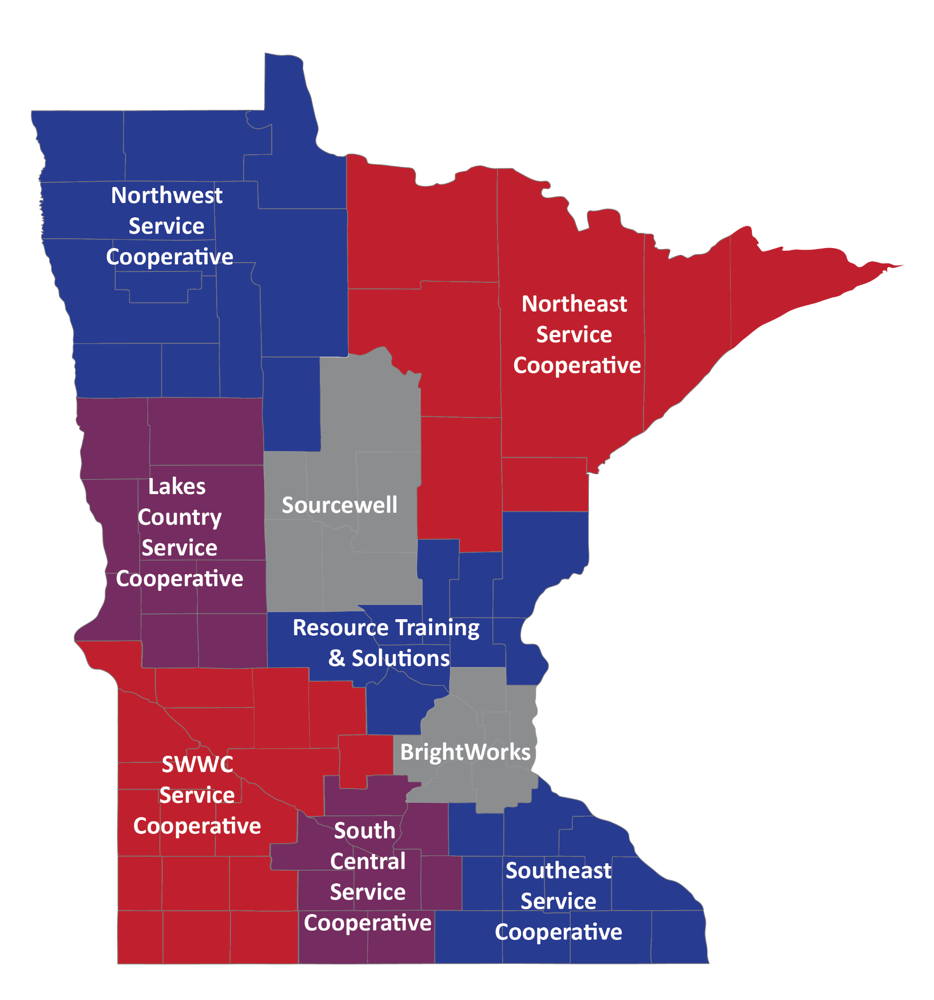 Northwest
Service
Cooperative
Northeast
Service
Cooperative
Lakes
Country
Service
Cooperative
Sourcewell
Resource Training
& Solutions
BrightWorks
SWWC
Service
Cooperative
South
Central
Service
Cooperative
Southeast
Service
Cooperative